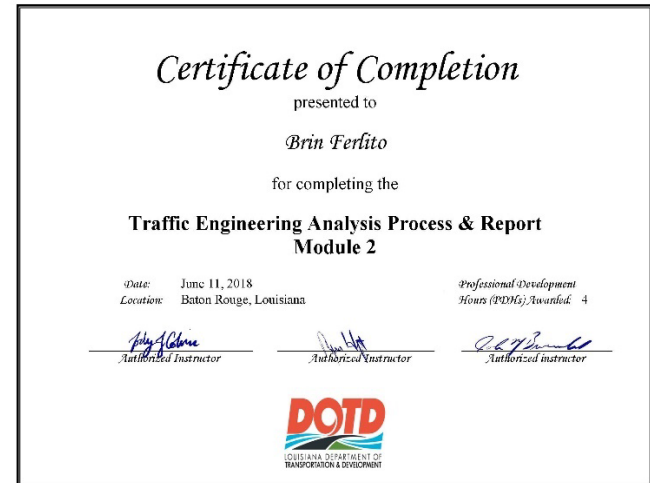 Certificate of Completion
presented to
Brin Ferlito
for completing the
Traffic Engineering Analysis Process & Report
Module 2
Date: June 11, 2018
Location: Baton Rouge, Louisiana
Professional Development
Hours (PDHs) Awarded: 4
Authorized Instructor
Authorized Instructor
Authorized instructor
DOTD
LOUISIANA DEPARTMENT OF
TRANSPORTATION & DEVELOPMENT